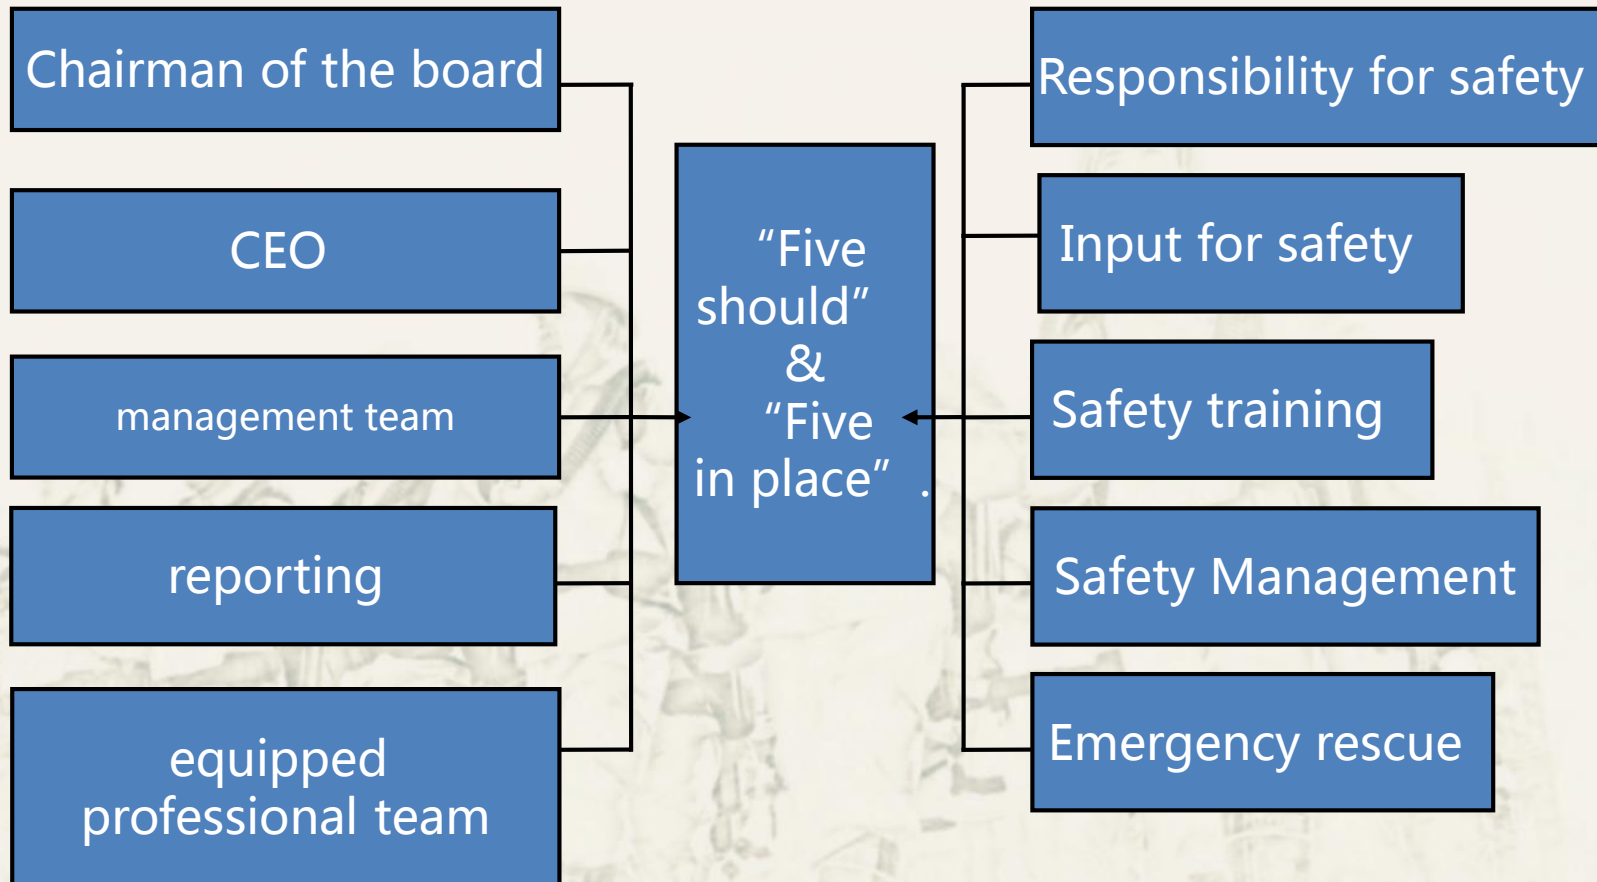 Chairman of the board
CEO
management team
reporting
equipped
professional team
“Five
should”
&
“Five
in place” .
Responsibility for safety
Input for safety
Safety training
Safety Management
Emergency rescue